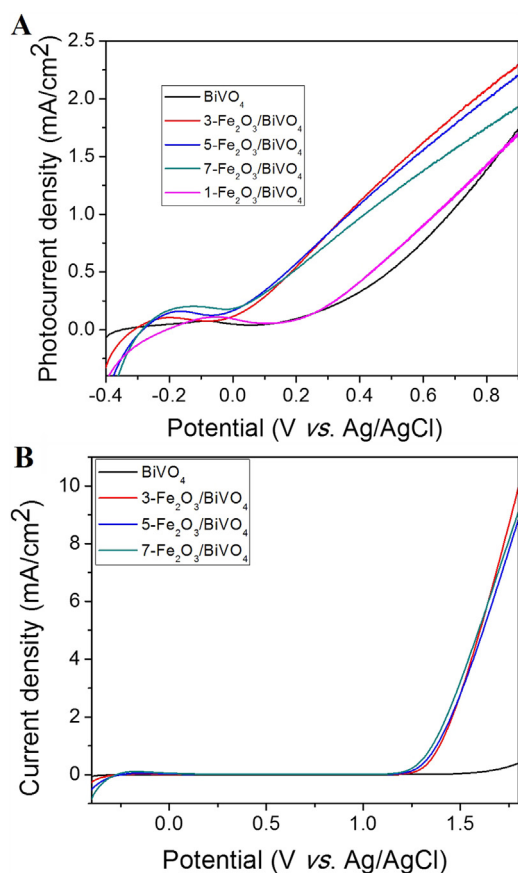 A
2.5
2.0
1.5
1.0
0.5
0.0
Photocurrent density (mA/cm²)
BiVO₄
3-Fe₂O₃/BiVO₄
5-Fe₂O₃/BiVO₄
7-Fe₂O₃/BiVO₄
1-Fe₂O₃/BiVO₄
-0.4 -0.2 0.0 0.2 0.4 0.6 0.8
Potential (V vs. Ag/AgCl)
B
10
8
6
4
2
0
Current density (mA/cm²)
BiVO₄
3-Fe₂O₃/BiVO₄
5-Fe₂O₃/BiVO₄
7-Fe₂O₃/BiVO₄
0.0 0.5 1.0 1.5
Potential (V vs. Ag/AgCl)